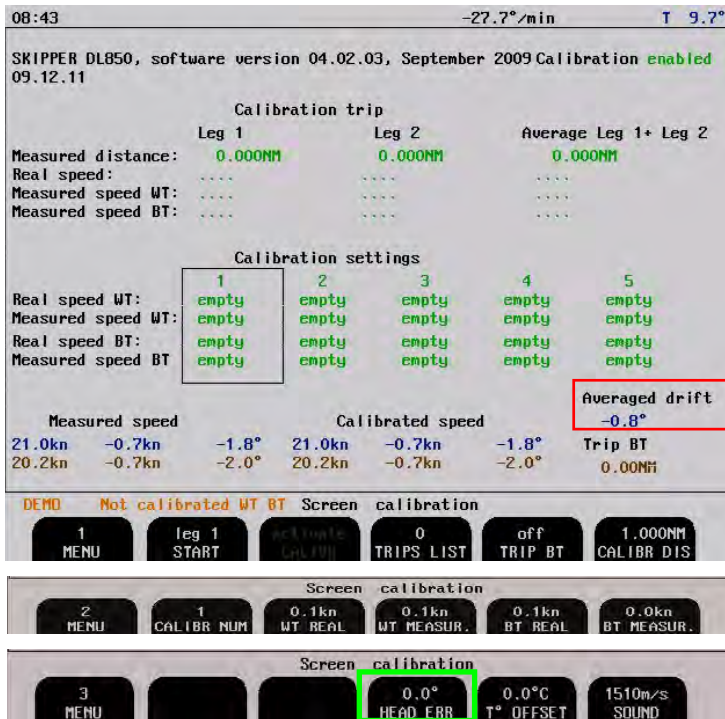 08:43 -27.7°/min T 9.7°
SKIPPER DL850, software version 04.02.03, September 2009 Calibration enabled
09.12.11
Calibration trip
Leg 1 Leg 2 Average Leg 1+ Leg 2
Measured distance: 0.000NM 0.000NM 0.000NM
Real speed: .... .... ....
Measured speed WT: .... .... ....
Measured speed BT: .... .... ....
Calibration settings
1 2 3 4 5
Real speed WT: empty empty empty empty empty
Measured speed WT: empty empty empty empty empty
Real speed BT: empty empty empty empty empty
Measured speed BT empty empty empty empty empty
Averaged drift
Measured speed Calibrated speed -0.8°
21.0kn -0.7kn -1.8° 21.0kn -0.7kn -1.8° Trip BT
20.2kn -0.7kn -2.0° 20.2kn -0.7kn -2.0° 0.00NM
DEMO Not calibrated WT BT Screen calibration
1 leg 1 activate 0 off 1.000NM
MENU START TRIPS LIST TRIP BT CALIBR DIS
Screen calibration
2 1 0.1kn 0.1kn 0.1kn 0.0kn
MENU CALIBR NUM WT REAL WT MEASUR. BT REAL BT MEASUR.
Screen calibration
3 0.0° 0.0°C 1510m/s
MENU HEAD ERR T° OFFSET SOUND